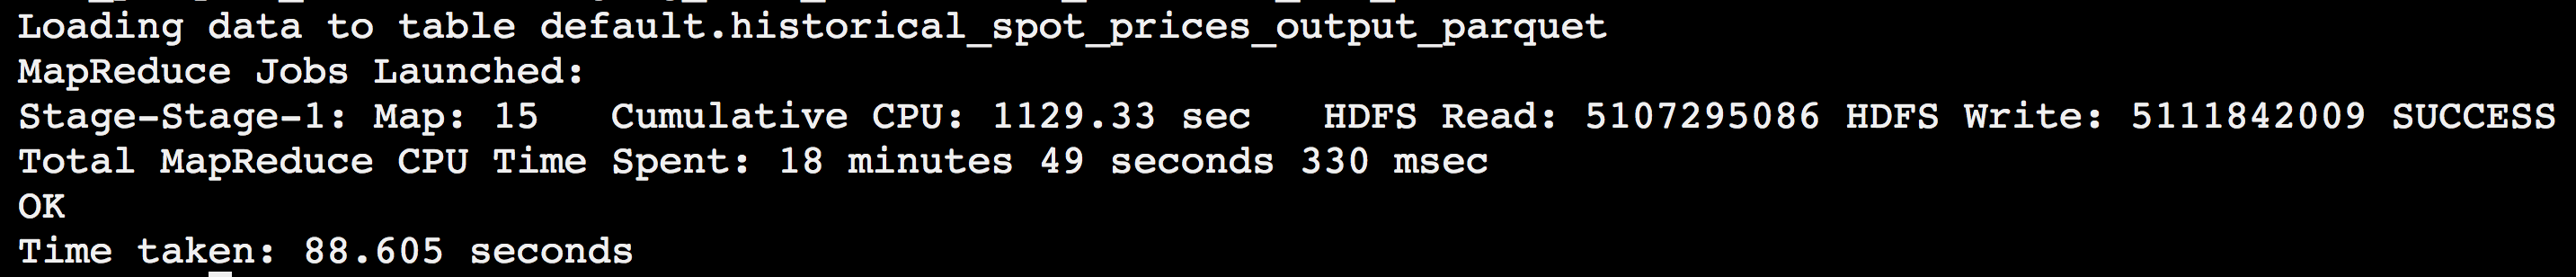 Loading data to table default.historical_spot_prices_output_parquet
MapReduce Jobs Launched:
Stage-Stage-1: Map: 15   Cumulative CPU: 1129.33 sec   HDFS Read: 5107295086 HDFS Write: 5111842009 SUCCESS
Total MapReduce CPU Time Spent: 18 minutes 49 seconds 330 msec
OK
Time taken: 88.605 seconds